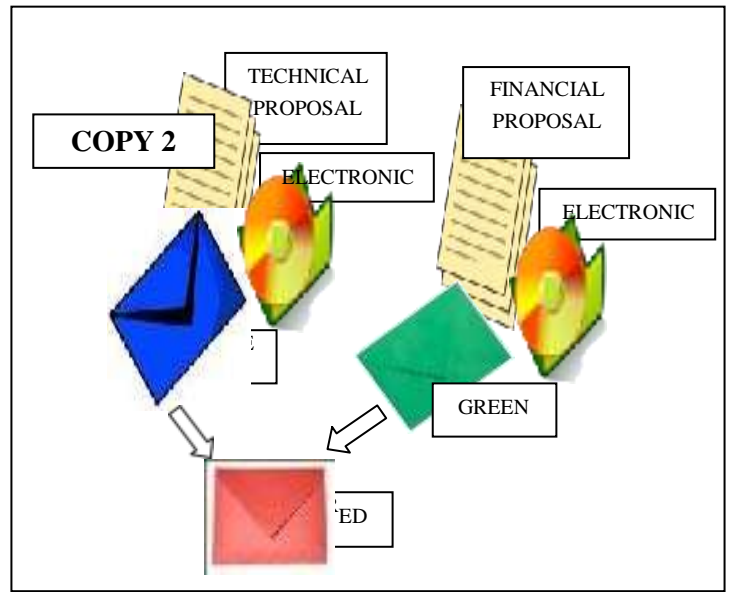 TECHNICAL
PROPOSAL
COPY 2
ELECTRONIC
FINANCIAL
PROPOSAL
ELECTRONIC
GREEN